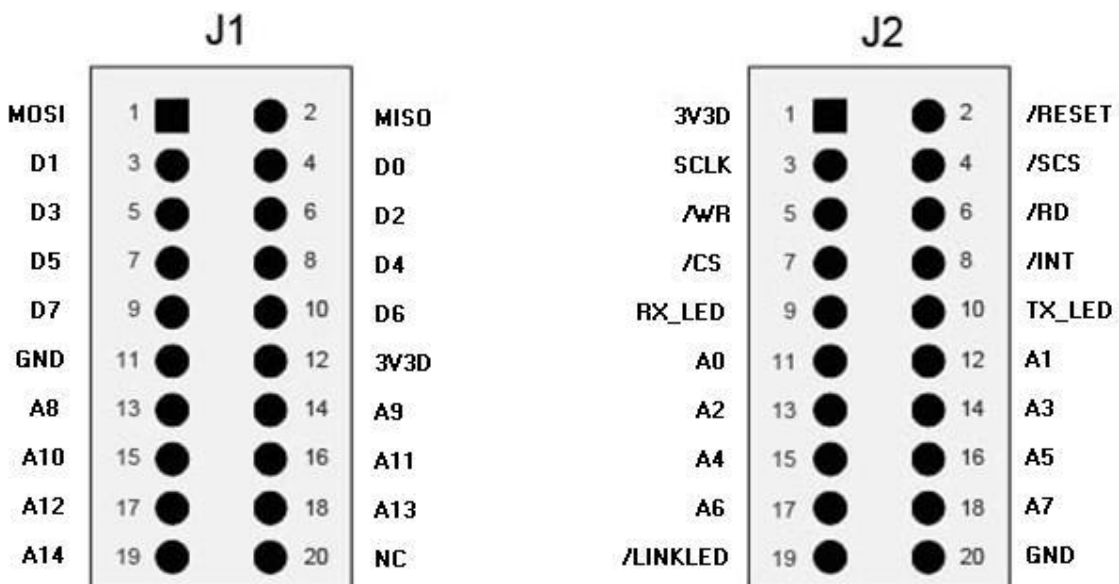 J1 J2
MOSI 1 2 MISO 3V3D 1 2 /RESET
D1 3 4 D0 SCLK 3 4 /SCS
D3 5 6 D2 /WR 5 6 /RD
D5 7 8 D4 /CS 7 8 /INT
D7 9 10 D6 RX_LED 9 10 TX_LED
GND 11 12 3V3D A0 11 12 A1
A8 13 14 A9 A2 13 14 A3
A10 15 16 A11 A4 15 16 A5
A12 17 18 A13 A6 17 18 A7
A14 19 20 NC /LINKLED 19 20 GND